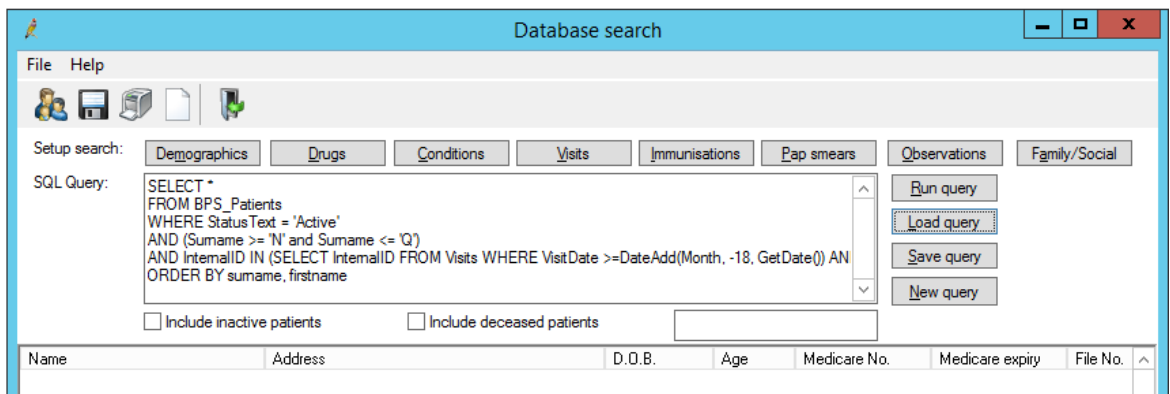 Database search
File Help
Setup search: Demographics Drugs Conditions Visits Immunisations Pap smears Observations Family/Social
SQL Query:
SELECT *
FROM BPS_Patients
WHERE StatusText = 'Active'
AND (Surname >= 'N' and Surname <= 'Q')
AND InternalID IN (SELECT InternalID FROM Visits WHERE VisitDate >=DateAdd(Month, -18, GetDate()) AN
ORDER BY surname, firstname
Run query
Load query
Save query
New query
Include inactive patients Include deceased patients
Name Address D.O.B. Age Medicare No. Medicare expiry File No.